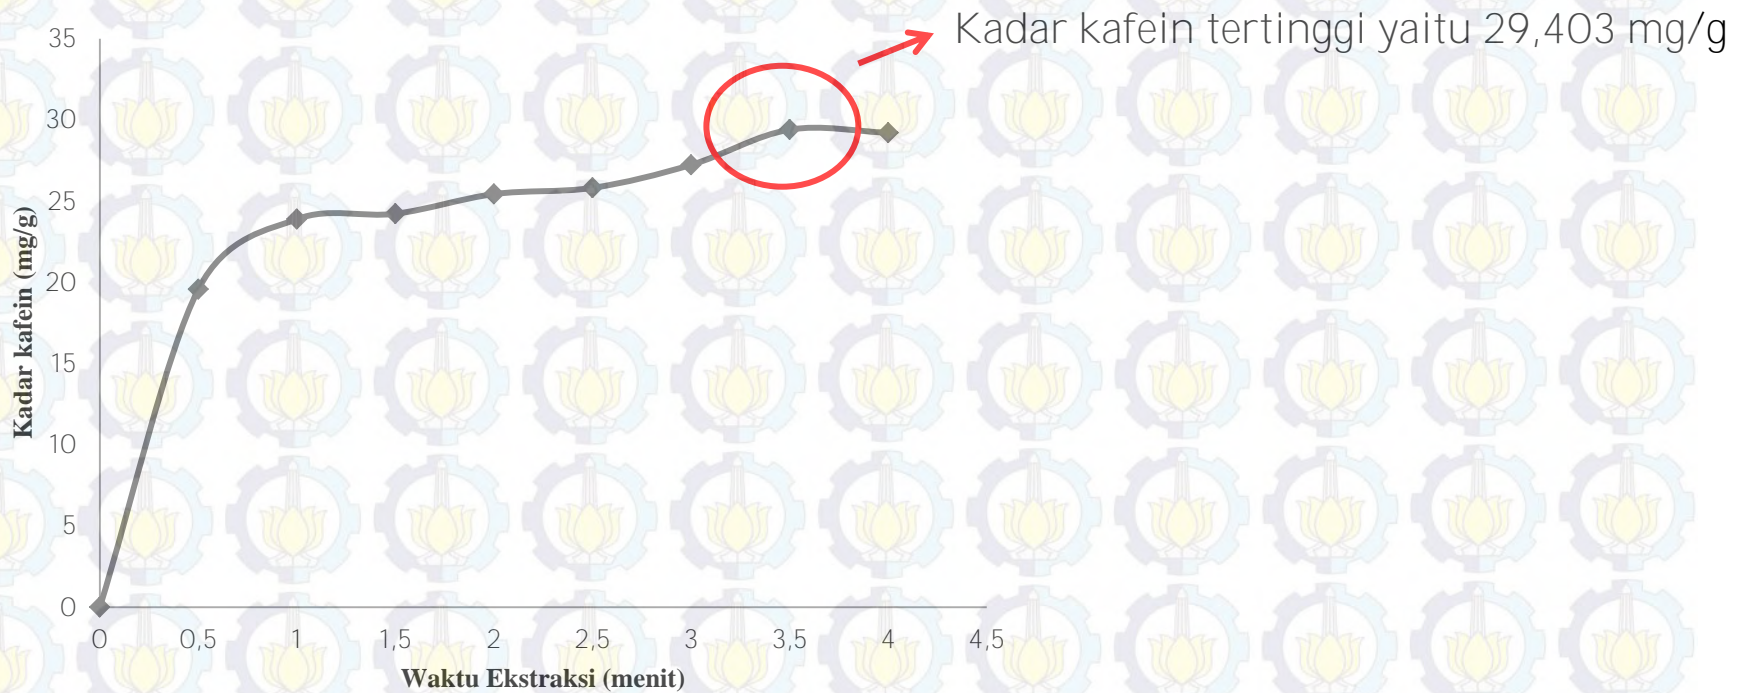 Kadar kafein tertinggi yaitu 29,403 mg/g
35
30
25
20
15
10
5
0
Kadar kafein (mg/g)
0 0,5 1 1,5 2 2,5 3 3,5 4 4,5
Waktu Ekstraksi (menit)